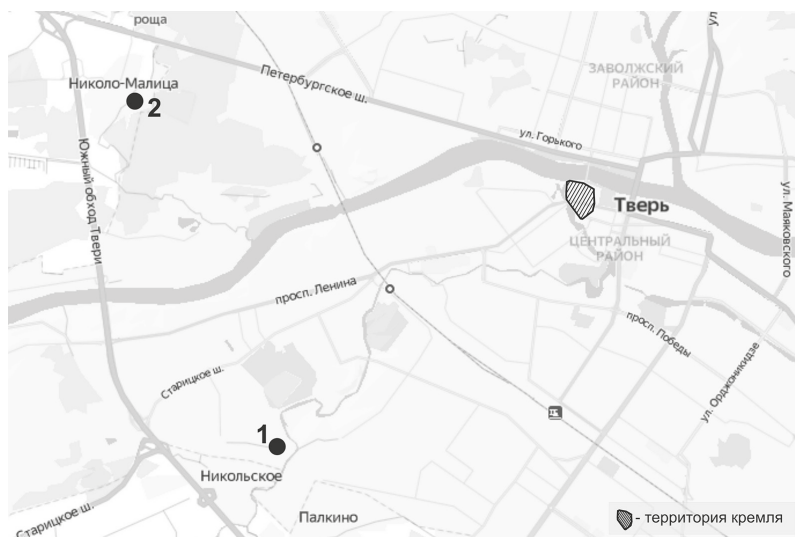 роща
Николо-Малица
2
Петербургское ш.
ЗАВОЛЖСКИЙ
РАЙОН
ул.
ул. Горького
Южный обход Твери
Тверь
ул. Маяковского
ЦЕНТРАЛЬНЫЙ
РАЙОН
просп. Ленина
просп. Победы
ул. Орджоникидзе
Старицкое ш.
1
Никольское
Палкино
Старицкое ш.
- территория кремля